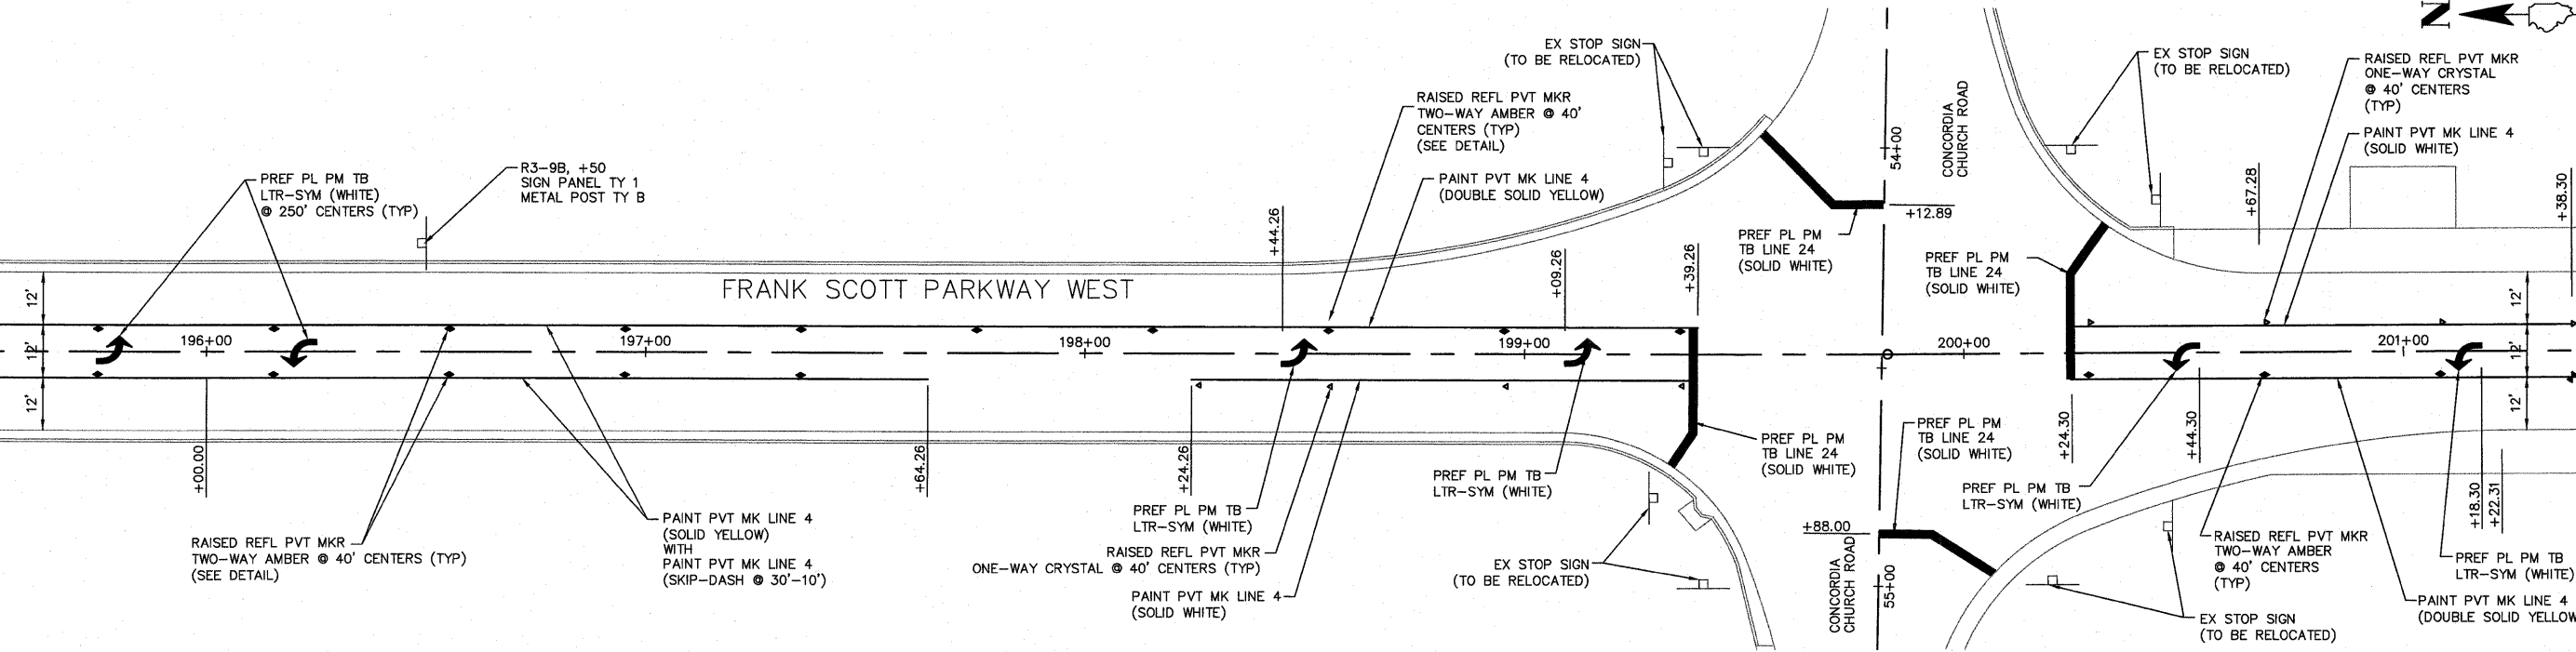 N
EX STOP SIGN
(TO BE RELOCATED)
EX STOP SIGN
(TO BE RELOCATED)
RAISED REFL PVT MKR
ONE-WAY CRYSTAL
@ 40' CENTERS
(TYP)
PAINT PVT MK LINE 4
(SOLID WHITE)
RAISED REFL PVT MKR
TWO-WAY AMBER @ 40'
CENTERS (TYP)
(SEE DETAIL)
PAINT PVT MK LINE 4
(DOUBLE SOLID YELLOW)
54+00
CONCORDIA
CHURCH ROAD
PREF PL PM TB
LTR-SYM (WHITE)
@ 250' CENTERS (TYP)
R3-9B, +50
SIGN PANEL TY 1
METAL POST TY B
+12.89
+67.28
+38.30
+44.26
+09.26
+39.26
PREF PL PM
TB LINE 24
(SOLID WHITE)
PREF PL PM
TB LINE 24
(SOLID WHITE)
FRANK SCOTT PARKWAY WEST
12'
12'
12'
196+00
197+00
198+00
199+00
200+00
201+00
12'
12'
12'
+00.00
+64.26
+24.26
+24.30
+44.30
+18.30
+22.31
PREF PL PM
TB LINE 24
(SOLID WHITE)
PREF PL PM
TB LINE 24
(SOLID WHITE)
PREF PL PM TB
LTR-SYM (WHITE)
PREF PL PM TB
LTR-SYM (WHITE)
PREF PL PM TB
LTR-SYM (WHITE)
PAINT PVT MK LINE 4
(SOLID YELLOW)
WITH
PAINT PVT MK LINE 4
(SKIP-DASH @ 30'-10')
RAISED REFL PVT MKR
TWO-WAY AMBER @ 40' CENTERS (TYP)
(SEE DETAIL)
RAISED REFL PVT MKR
ONE-WAY CRYSTAL @ 40' CENTERS (TYP)
PAINT PVT MK LINE 4
(SOLID WHITE)
EX STOP SIGN
(TO BE RELOCATED)
+88.00
CONCORDIA
CHURCH ROAD
55+00
RAISED REFL PVT MKR
TWO-WAY AMBER
@ 40' CENTERS
(TYP)
EX STOP SIGN
(TO BE RELOCATED)
PREF PL PM TB
LTR-SYM (WHITE)
PAINT PVT MK LINE 4
(DOUBLE SOLID YELLOW